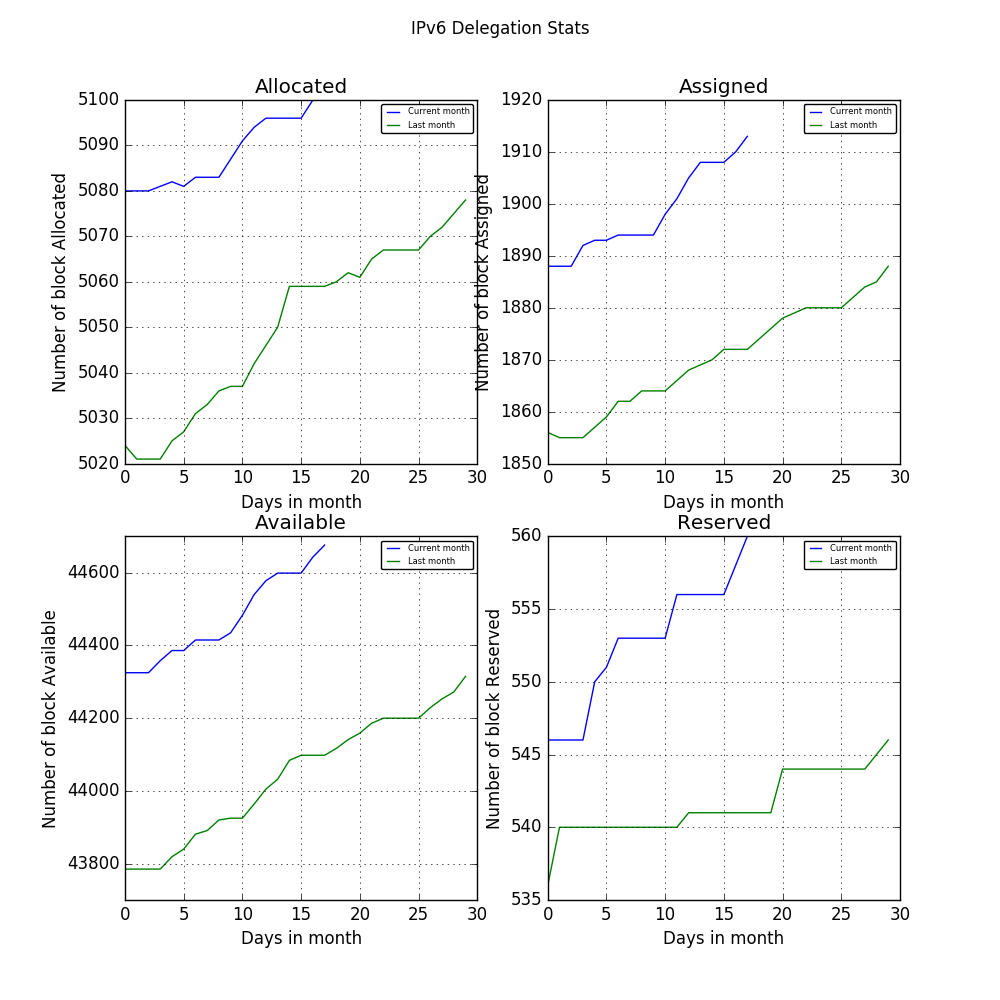 IPv6 Delegation Stats
Allocated
Number of block Allocated
5100
5090
5080
5070
5060
5050
5040
5030
5020
Current month
Last month
0 5 10 15 20 25 30
Days in month
Assigned
Number of block Assigned
1920
1910
1900
1890
1880
1870
1860
1850
Current month
Last month
0 5 10 15 20 25 30
Days in month
Available
Number of block Available
44600
44400
44200
44000
43800
Current month
Last month
0 5 10 15 20 25 30
Days in month
Reserved
Number of block Reserved
560
555
550
545
540
535
Current month
Last month
0 5 10 15 20 25 30
Days in month